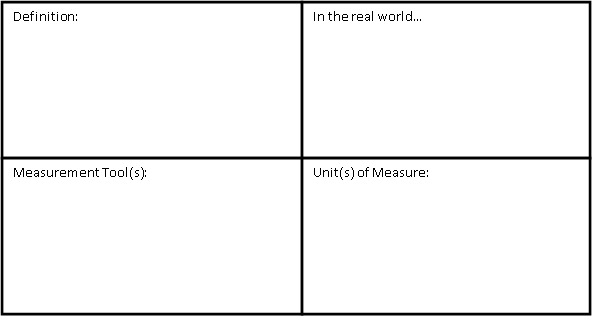 Definition:
In the real world...
Measurement Tool(s):
Unit(s) of Measure: